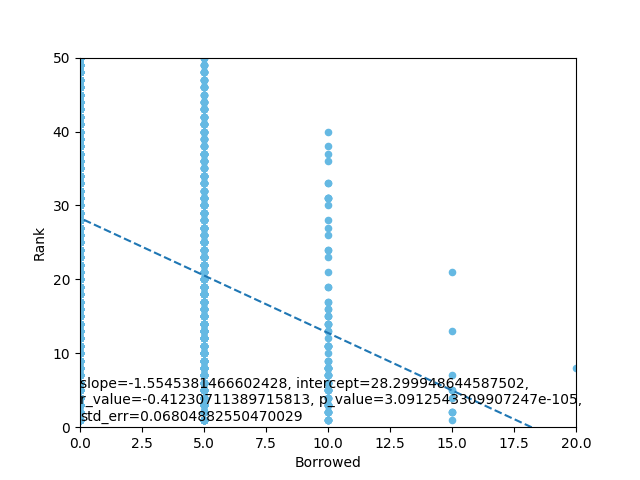 50
40
30
20
10
0
Rank
slope=-1.5545381466602428, intercept=28.299948644587502,
r_value=-0.41230711389715813, p_value=3.0912543309907247e-105,
std_err=0.06804882550470029
0.0 2.5 5.0 7.5 10.0 12.5 15.0 17.5 20.0
Borrowed